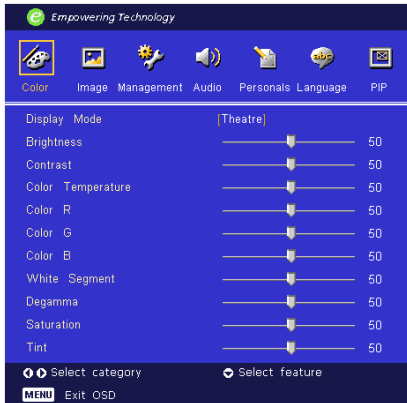 e Empowering Technology
Color Image Management Audio Personals Language PIP
Display Mode [Theatre]
Brightness 50
Contrast 50
Color Temperature 50
Color R 50
Color G 50
Color B 50
White Segment 50
Degamma 50
Saturation 50
Tint 50
Select category Select feature
MENU Exit OSD